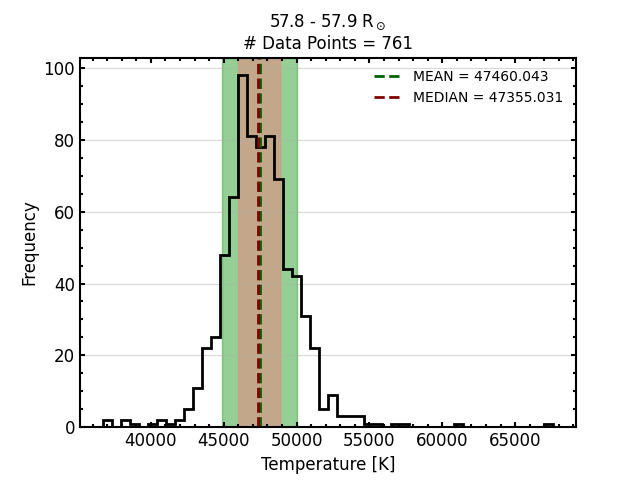 57.8 - 57.9 R⊙
# Data Points = 761
100
80
60
40
20
0
Frequency
MEAN = 47460.043
MEDIAN = 47355.031
40000 45000 50000 55000 60000 65000
Temperature [K]